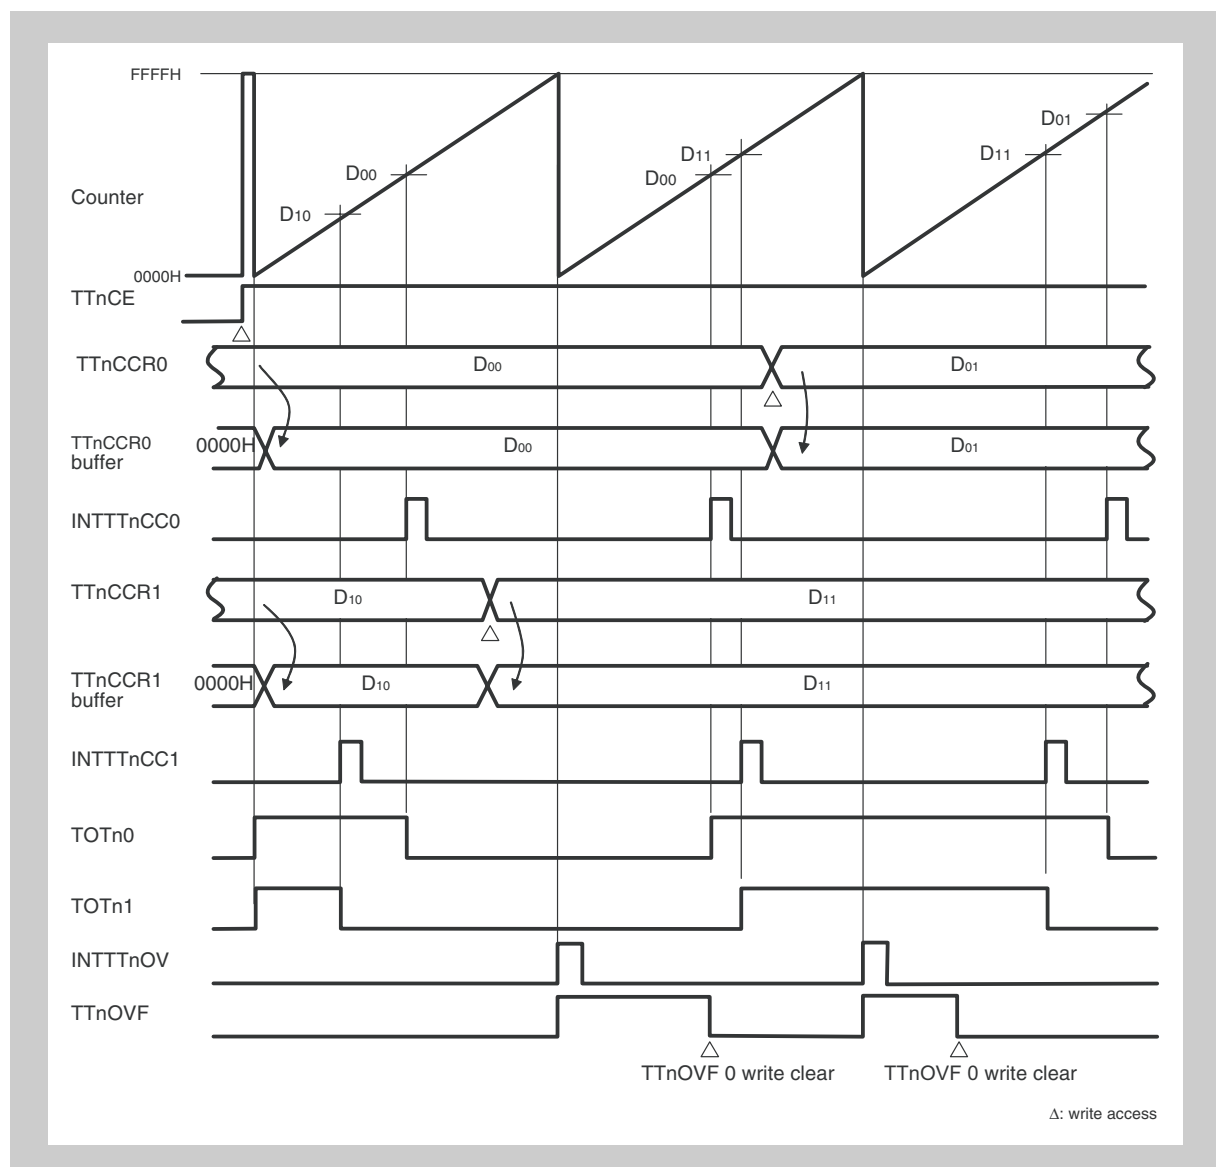 FFFFH
D01
D11
D11
D00
D00
Counter
D10
0000H
TTnCE
TTnCCR0
D00
D01
TTnCCR0
buffer
0000H
D00
D01
INTTTnCC0
TTnCCR1
D10
D11
TTnCCR1
buffer
0000H
D10
D11
INTTTnCC1
TOTn0
TOTn1
INTTTnOV
TTnOVF
TTnOVF 0 write clear
TTnOVF 0 write clear
Δ: write access